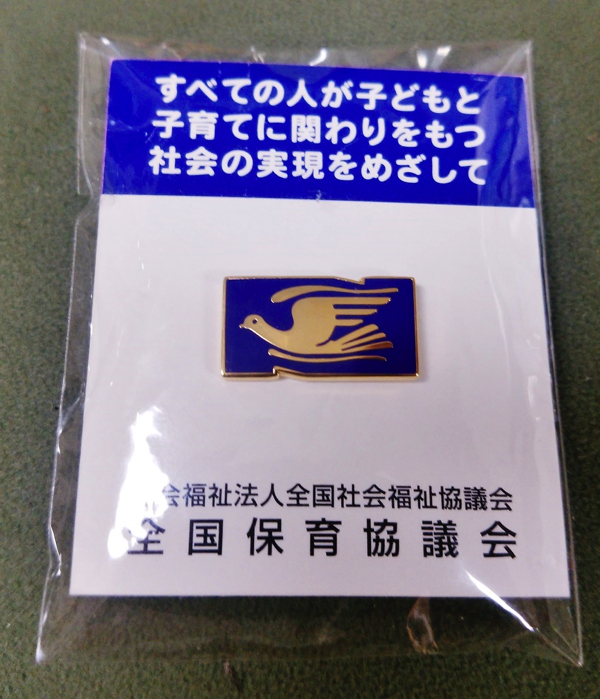 すべての人が子どもと
子育てに関わりをもつ
社会の実現をめざして
会福祉法人全国社会福祉協議会
全国保育協議会